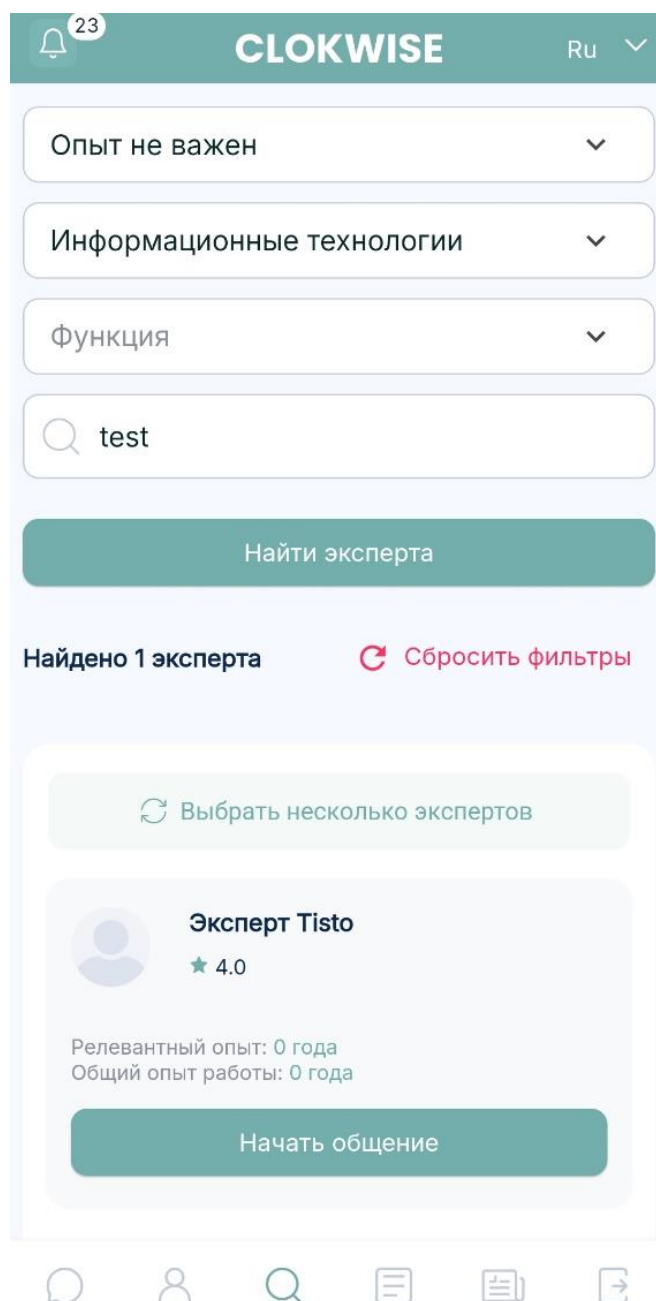 23
CLOKWISE
Ru
Опыт не важен
Информационные технологии
Функция
test
Найти эксперта
Найдено 1 эксперта
Сбросить фильтры
Выбрать несколько экспертов
Эксперт Tisto
4.0
Релевантный опыт: 0 года
Общий опыт работы: 0 года
Начать общение